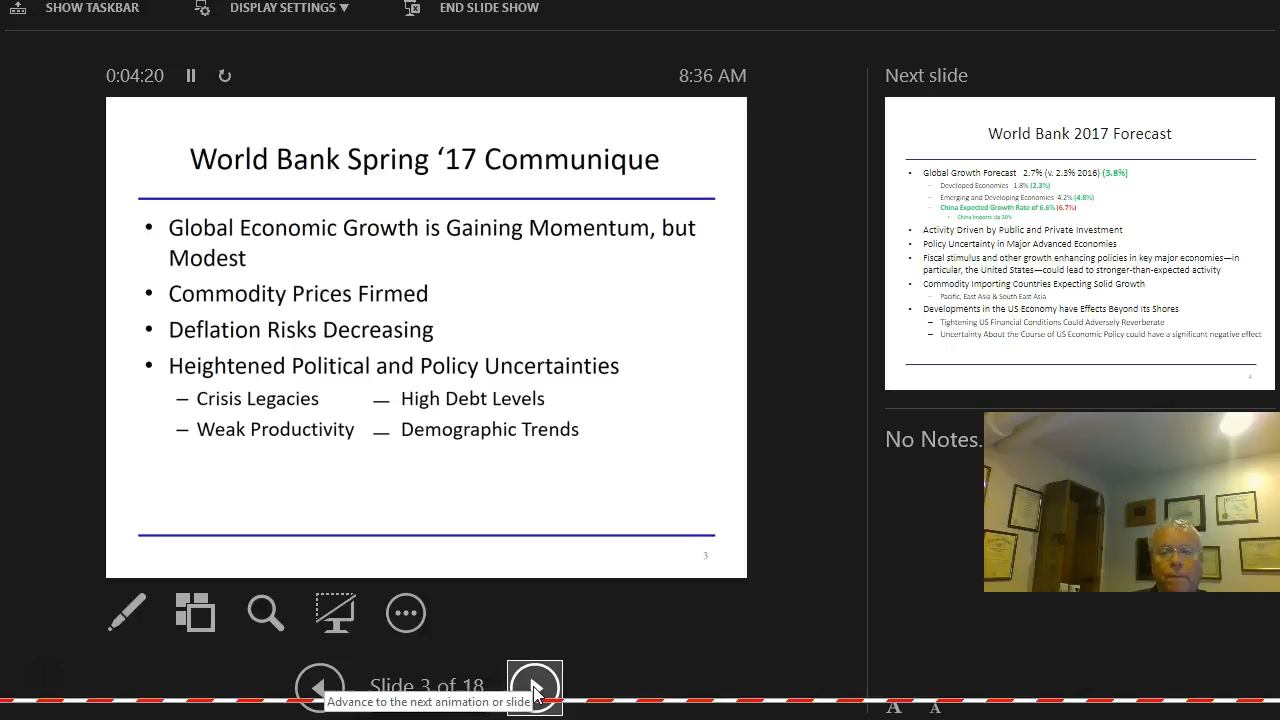 SHOW TASKBAR
DISPLAY SETTINGS ▼
END SLIDE SHOW
0:04:20
8:36 AM
World Bank Spring ‘17 Communique
• Global Economic Growth is Gaining Momentum, but
Modest
• Commodity Prices Firmed
• Deflation Risks Decreasing
• Heightened Political and Policy Uncertainties
– Crisis Legacies — High Debt Levels
– Weak Productivity — Demographic Trends
3
Slide 3 of 18
Advance to the next animation or slide
Next slide
World Bank 2017 Forecast
• Global Growth Forecast 2.7% (v. 2.3% 2016) (3.8%)
– Developed Economies 1.8% (2.3%)
– Emerging and Developing Economies 4.2% (4.8%)
– China Expected Growth Rate of 6.6% (6.7%)
• China Imports Up 30%
• Activity Driven by Public and Private Investment
• Policy Uncertainty in Major Advanced Economies
• Fiscal stimulus and other growth enhancing policies in key major economies—in
particular, the United States—could lead to stronger-than-expected activity
• Commodity Importing Countries Expecting Solid Growth
– Pacific, East Asia & South East Asia
• Developments in the US Economy have Effects Beyond Its Shores
– Tightening US Financial Conditions Could Adversely Reverberate
– Uncertainty About the Course of US Economic Policy could have a significant negative effect
4
No Notes.
A A